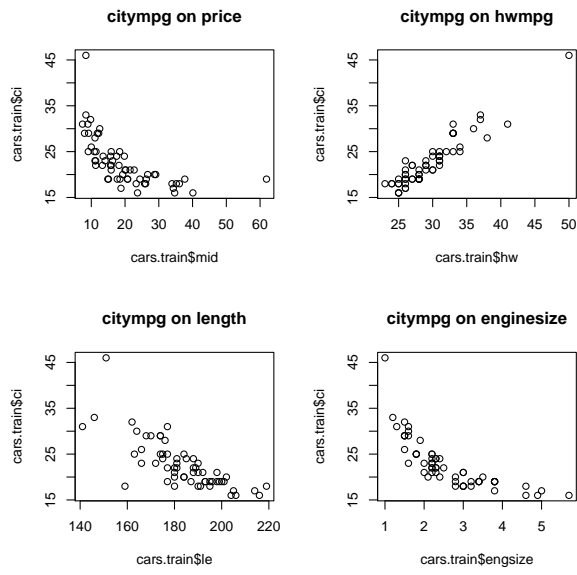 citympg on price
cars.train$ci
15 25 35 45
10 20 30 40 50 60
cars.train$mid
citympg on hwmpg
cars.train$ci
15 25 35 45
25 30 35 40 45 50
cars.train$hw
citympg on length
cars.train$ci
15 25 35 45
140 160 180 200 220
cars.train$le
citympg on enginesize
cars.train$ci
15 25 35 45
1 2 3 4 5
cars.train$engsize